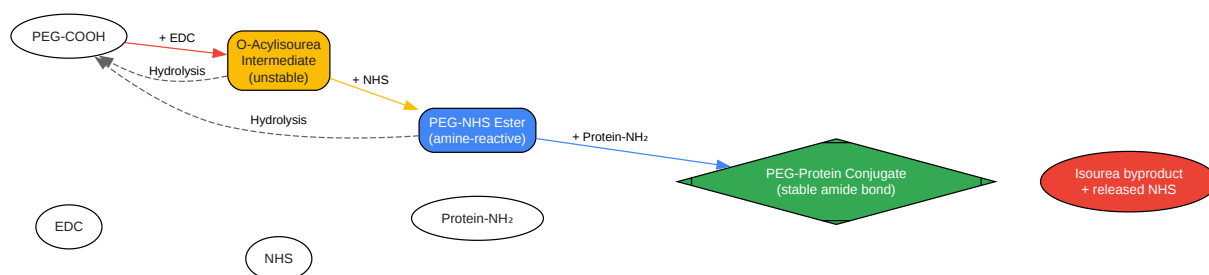 PEG-COOH
+ EDC
O-Acylisourea
Intermediate
(unstable)
Hydrolysis
+ NHS
Hydrolysis
PEG-NHS Ester
(amine-reactive)
+ Protein-NH₂
PEG-Protein Conjugate
(stable amide bond)
Isourea byproduct
+ released NHS
EDC
Protein-NH₂
NHS